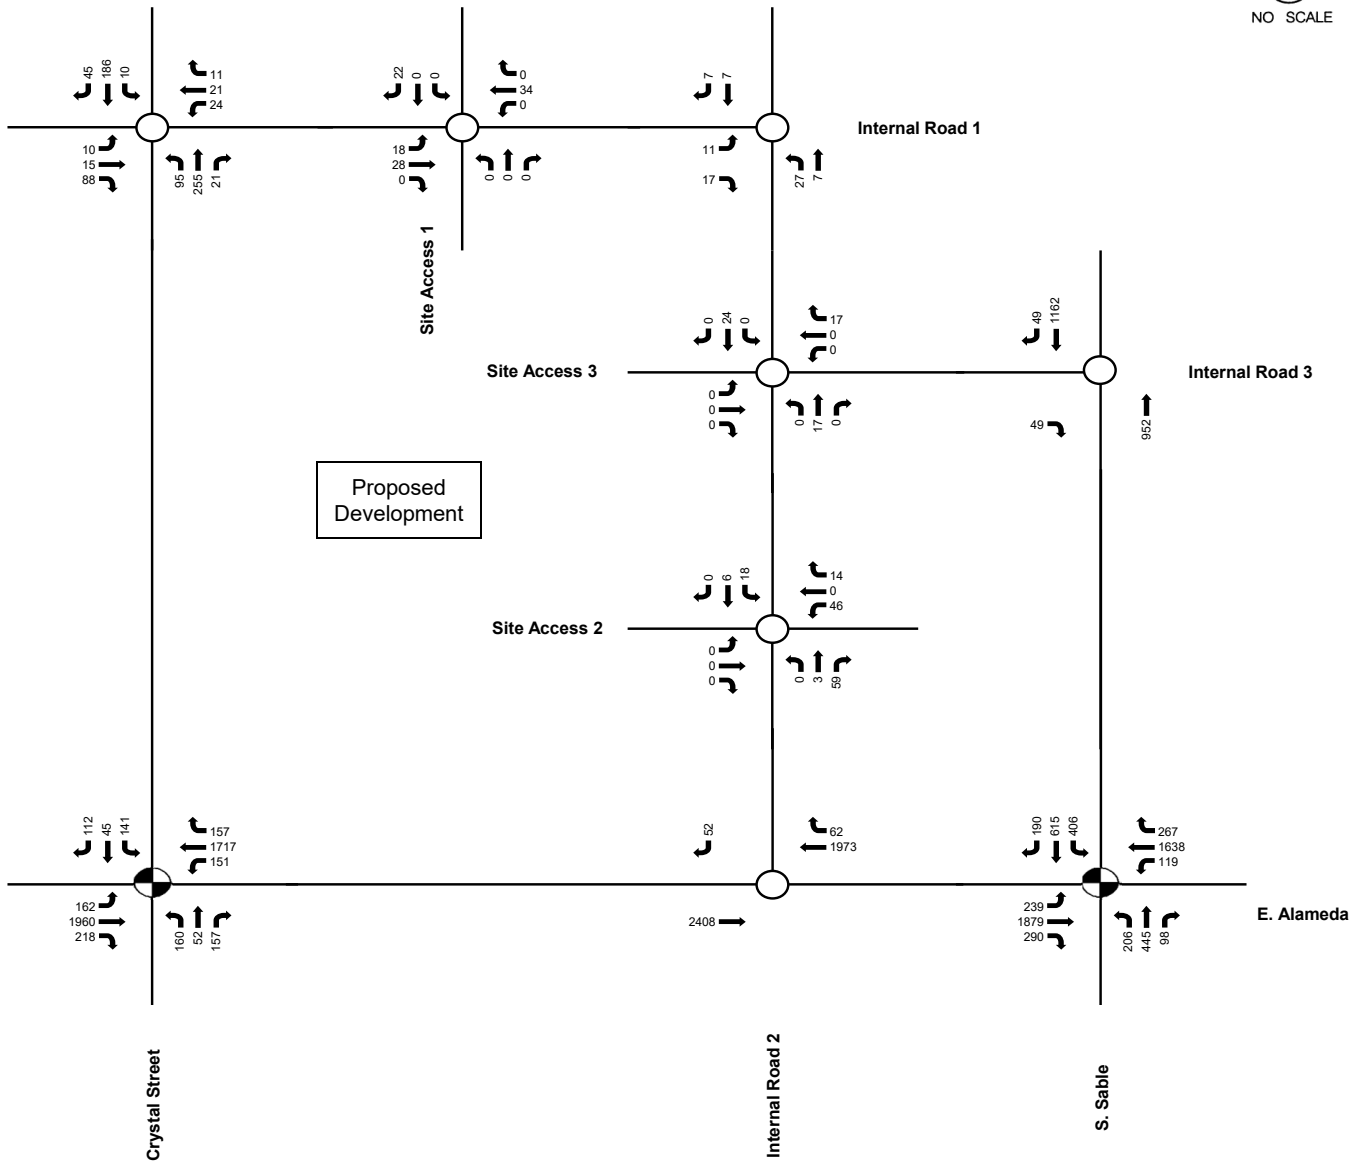 NO SCALE
45 186 10
11
21
24
10
15
88
95 255 21
22 0 0
0
34
0
18
28
0
0 0 0
7 7
11
17
27 7
Internal Road 1
Site Access 1
0 24 0
17
0
0
Site Access 3
0
0
0
0 17 0
49 1162
49
952
Internal Road 3
Proposed
Development
0 6 18
14
0
46
Site Access 2
0
0
0
0 3 59
112 45 141
157
1717
151
162
1960
218
160 52 157
52
62
1973
2408
190 615 406
267
1638
119
239
1879
290
206 445 98
E. Alameda
Crystal Street
Internal Road 2
S. Sable